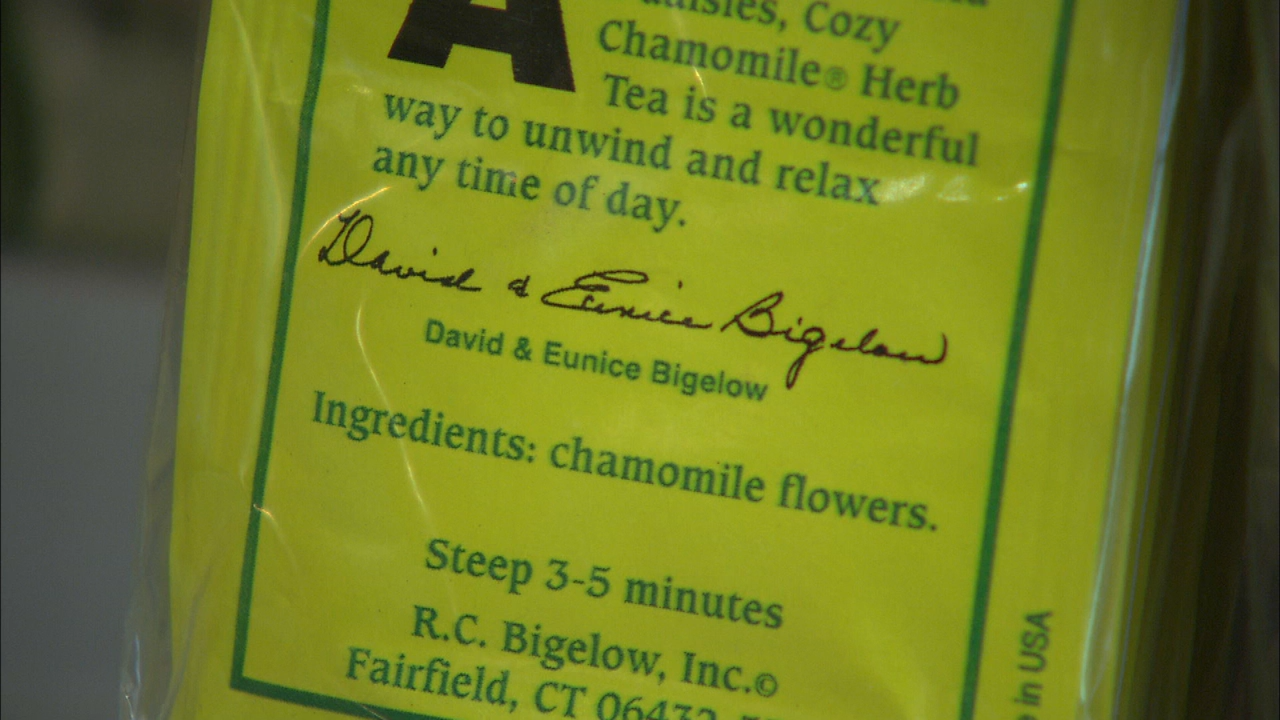 A daisies, Cozy
Chamomile® Herb
Tea is a wonderful
way to unwind and relax
any time of day.
David & Eunice Bigelow
David & Eunice Bigelow
Ingredients: chamomile flowers.
Steep 3-5 minutes
R.C. Bigelow, Inc.©
Fairfield, CT 06432
in USA